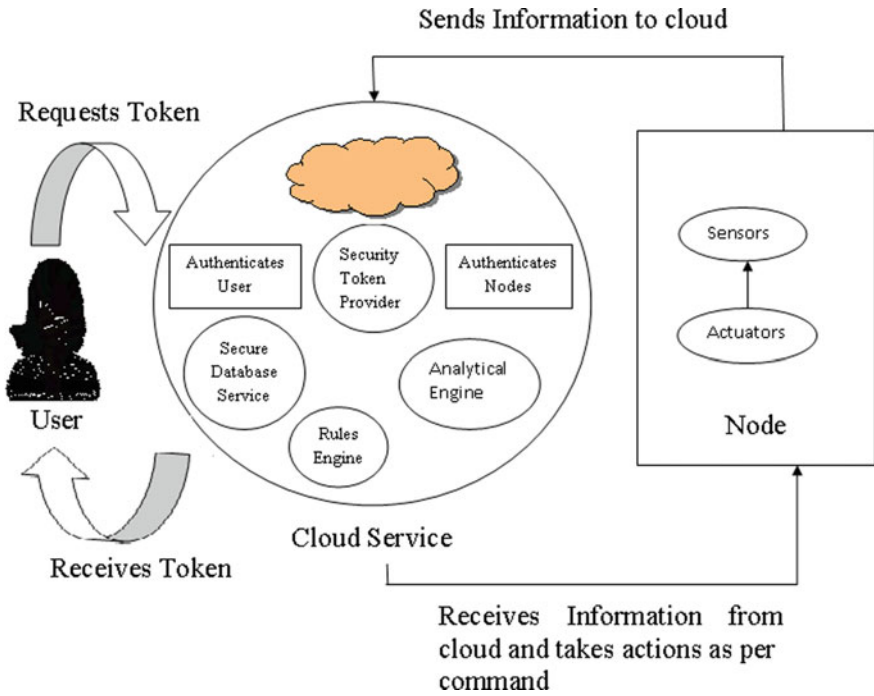 Sends Information to cloud
Requests Token
Authenticates
User
Security
Token
Provider
Authenticates
Nodes
Sensors
Actuators
Secure
Database
Service
Analytical
Engine
Rules
Engine
User
Node
Cloud Service
Receives Token
Receives Information from
cloud and takes actions as per
command